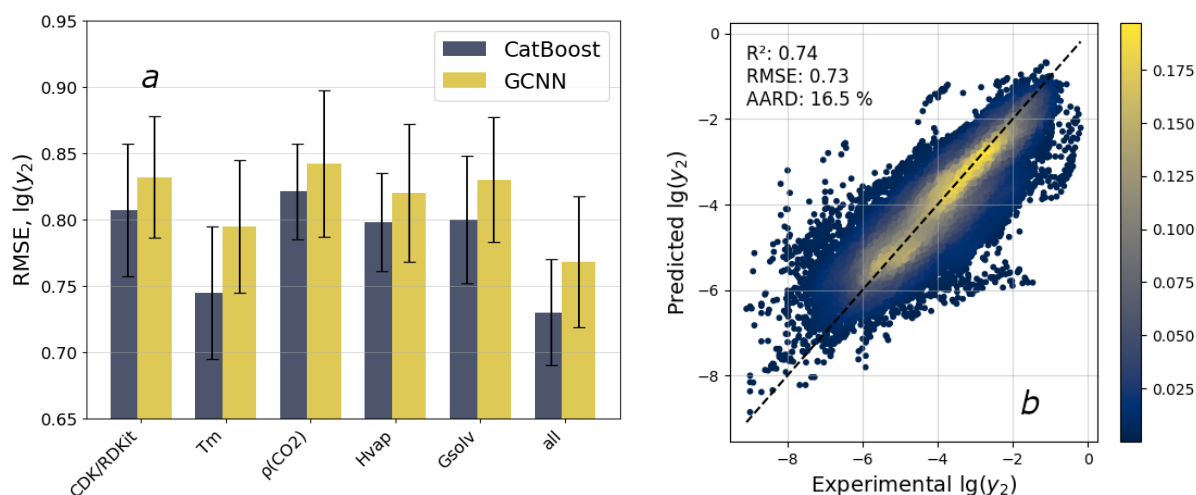 0.95
0.90
0.85
0.80
0.75
0.70
0.65
RMSE, lg(y₂)
a
CatBoost
GCNN
CDK/RDKit
Tm
ρ(CO2)
Hvap
Gsolv
all
0
−2
−4
−6
−8
Predicted lg(y₂)
R²: 0.74
RMSE: 0.73
AARD: 16.5 %
b
−8
−6
−4
−2
0
Experimental lg(y₂)
0.175
0.150
0.125
0.100
0.075
0.050
0.025